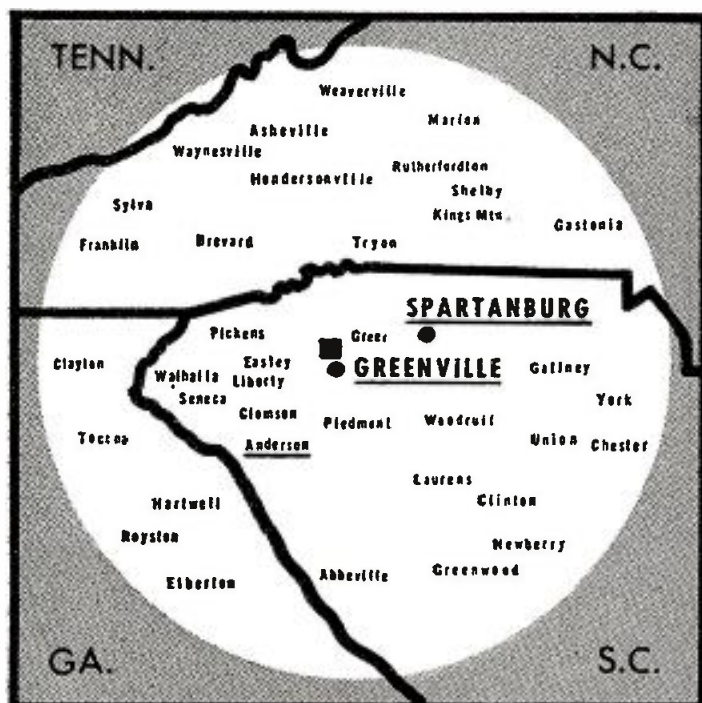 TENN.
N.C.
Weaverville
Marion
Asheville
Waynesville
Rutherfordton
Hendersonville
Shelby
Sylva
Kings Mtn.
Gastonia
Franklin
Brevard
Tryon
SPARTANBURG
Pickens
Greer
Clayton
Easley
GREENVILLE
Gaffney
Walhalla
Liberty
Seneca
York
Clemson
Piedmont
Woodruff
Toccoa
Anderson
Union
Chester
Laurens
Hartwell
Clinton
Royston
Newberry
Elberton
Abbeville
Greenwood
GA.
S.C.